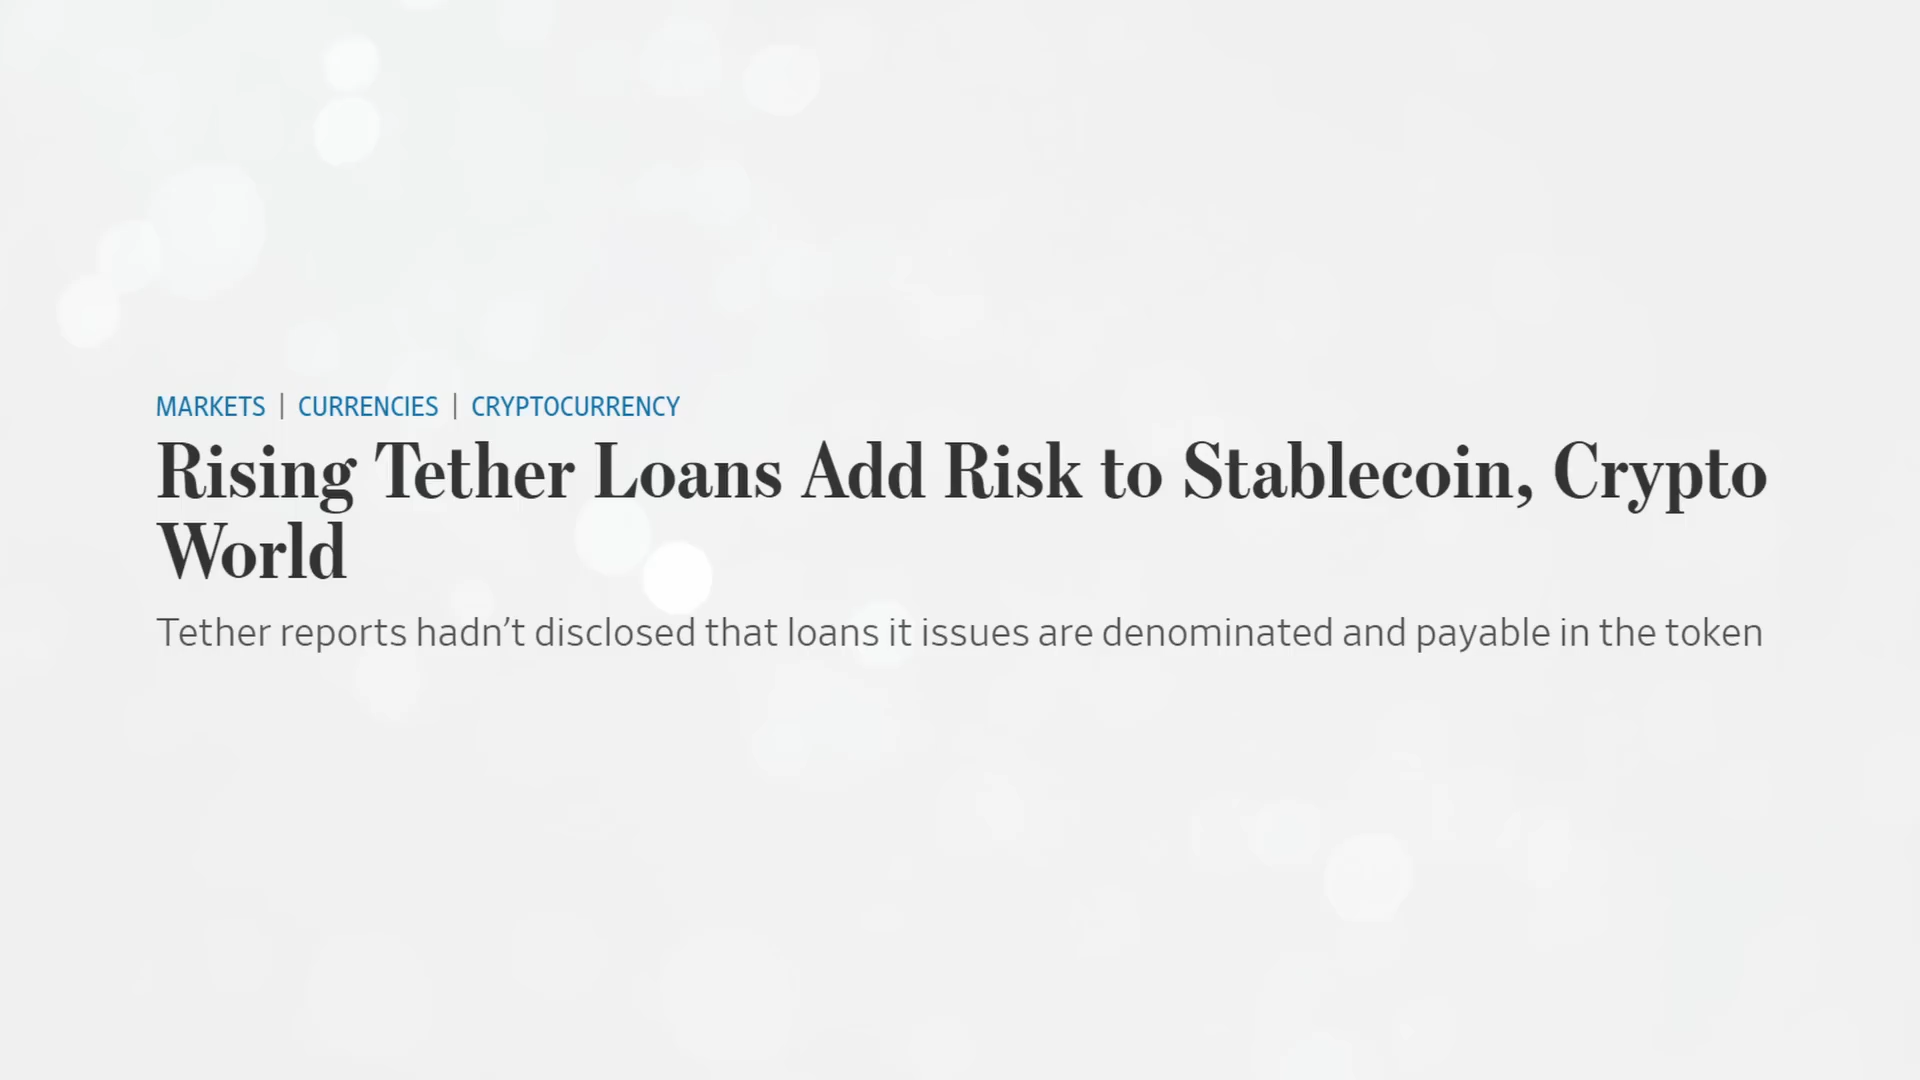 MARKETS | CURRENCIES | CRYPTOCURRENCY
Rising Tether Loans Add Risk to Stablecoin, Crypto
World
Tether reports hadn’t disclosed that loans it issues are denominated and payable in the token